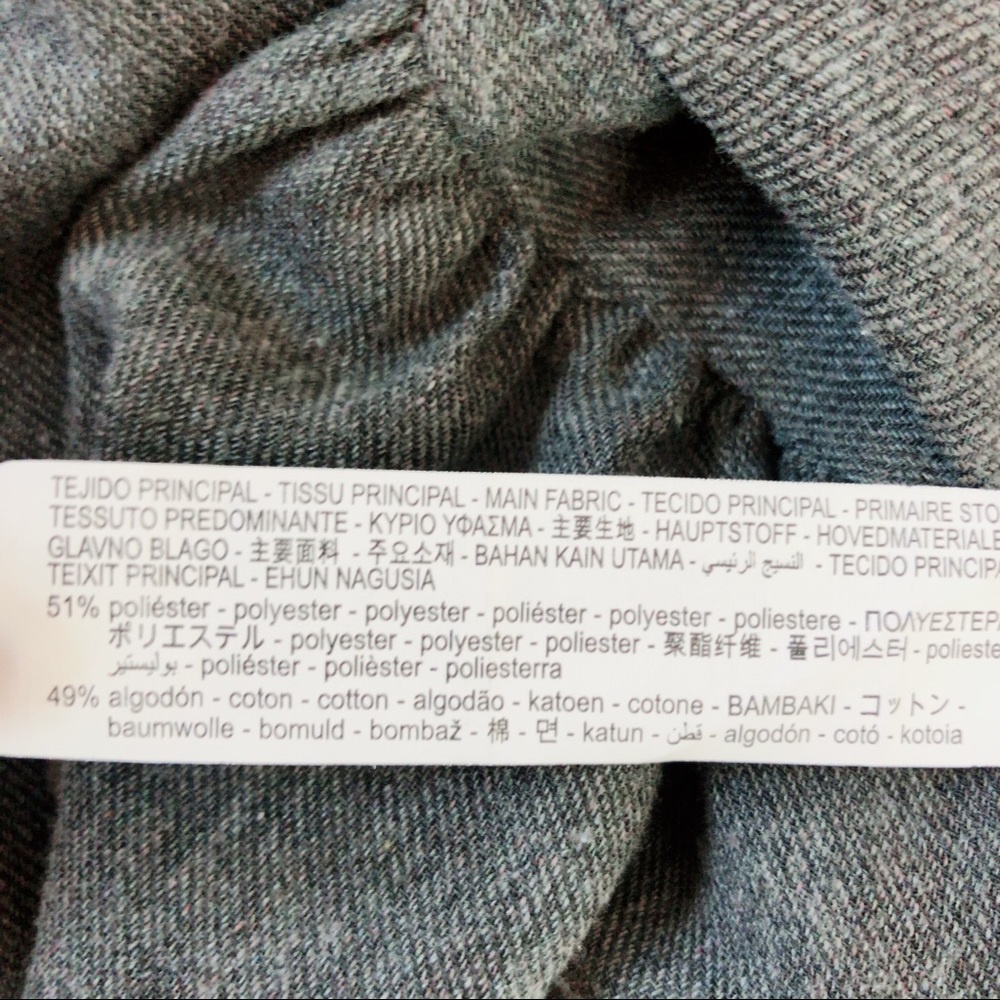 TEJIDO PRINCIPAL - TISSU PRINCIPAL - MAIN FABRIC - TECIDO PRINCIPAL - PRIMAIRE STO
TESSUTO PREDOMINANTE - ΚΥΡΙΟ ΥΦΑΣΜΑ - 主要生地 - HAUPTSTOFF - HOVEDMATERIALE
GLAVNO BLAGO - 主要面料 - 주요소재 - BAHAN KAIN UTAMA - النسيج الرئيسي - TECIDO PRINCIPA
TEIXIT PRINCIPAL - EHUN NAGUSIA
51% poliéster - polyester - polyester - poliéster - polyester - poliestere - ΠΟΛΥΕΣΤΕΡ
ポリエステル - polyester - polyester - poliester - 聚酯纤维 - 폴리에스터 - polieste
بوليستير - poliéster - polièster - poliesterra
49% algodón - coton - cotton - algodão - katoen - cotone - ΒΑΜΒΑΚΙ - コットン -
baumwolle - bomuld - bombaž - 棉 - 면 - katun - قطن - algodón - cotó - kotoia